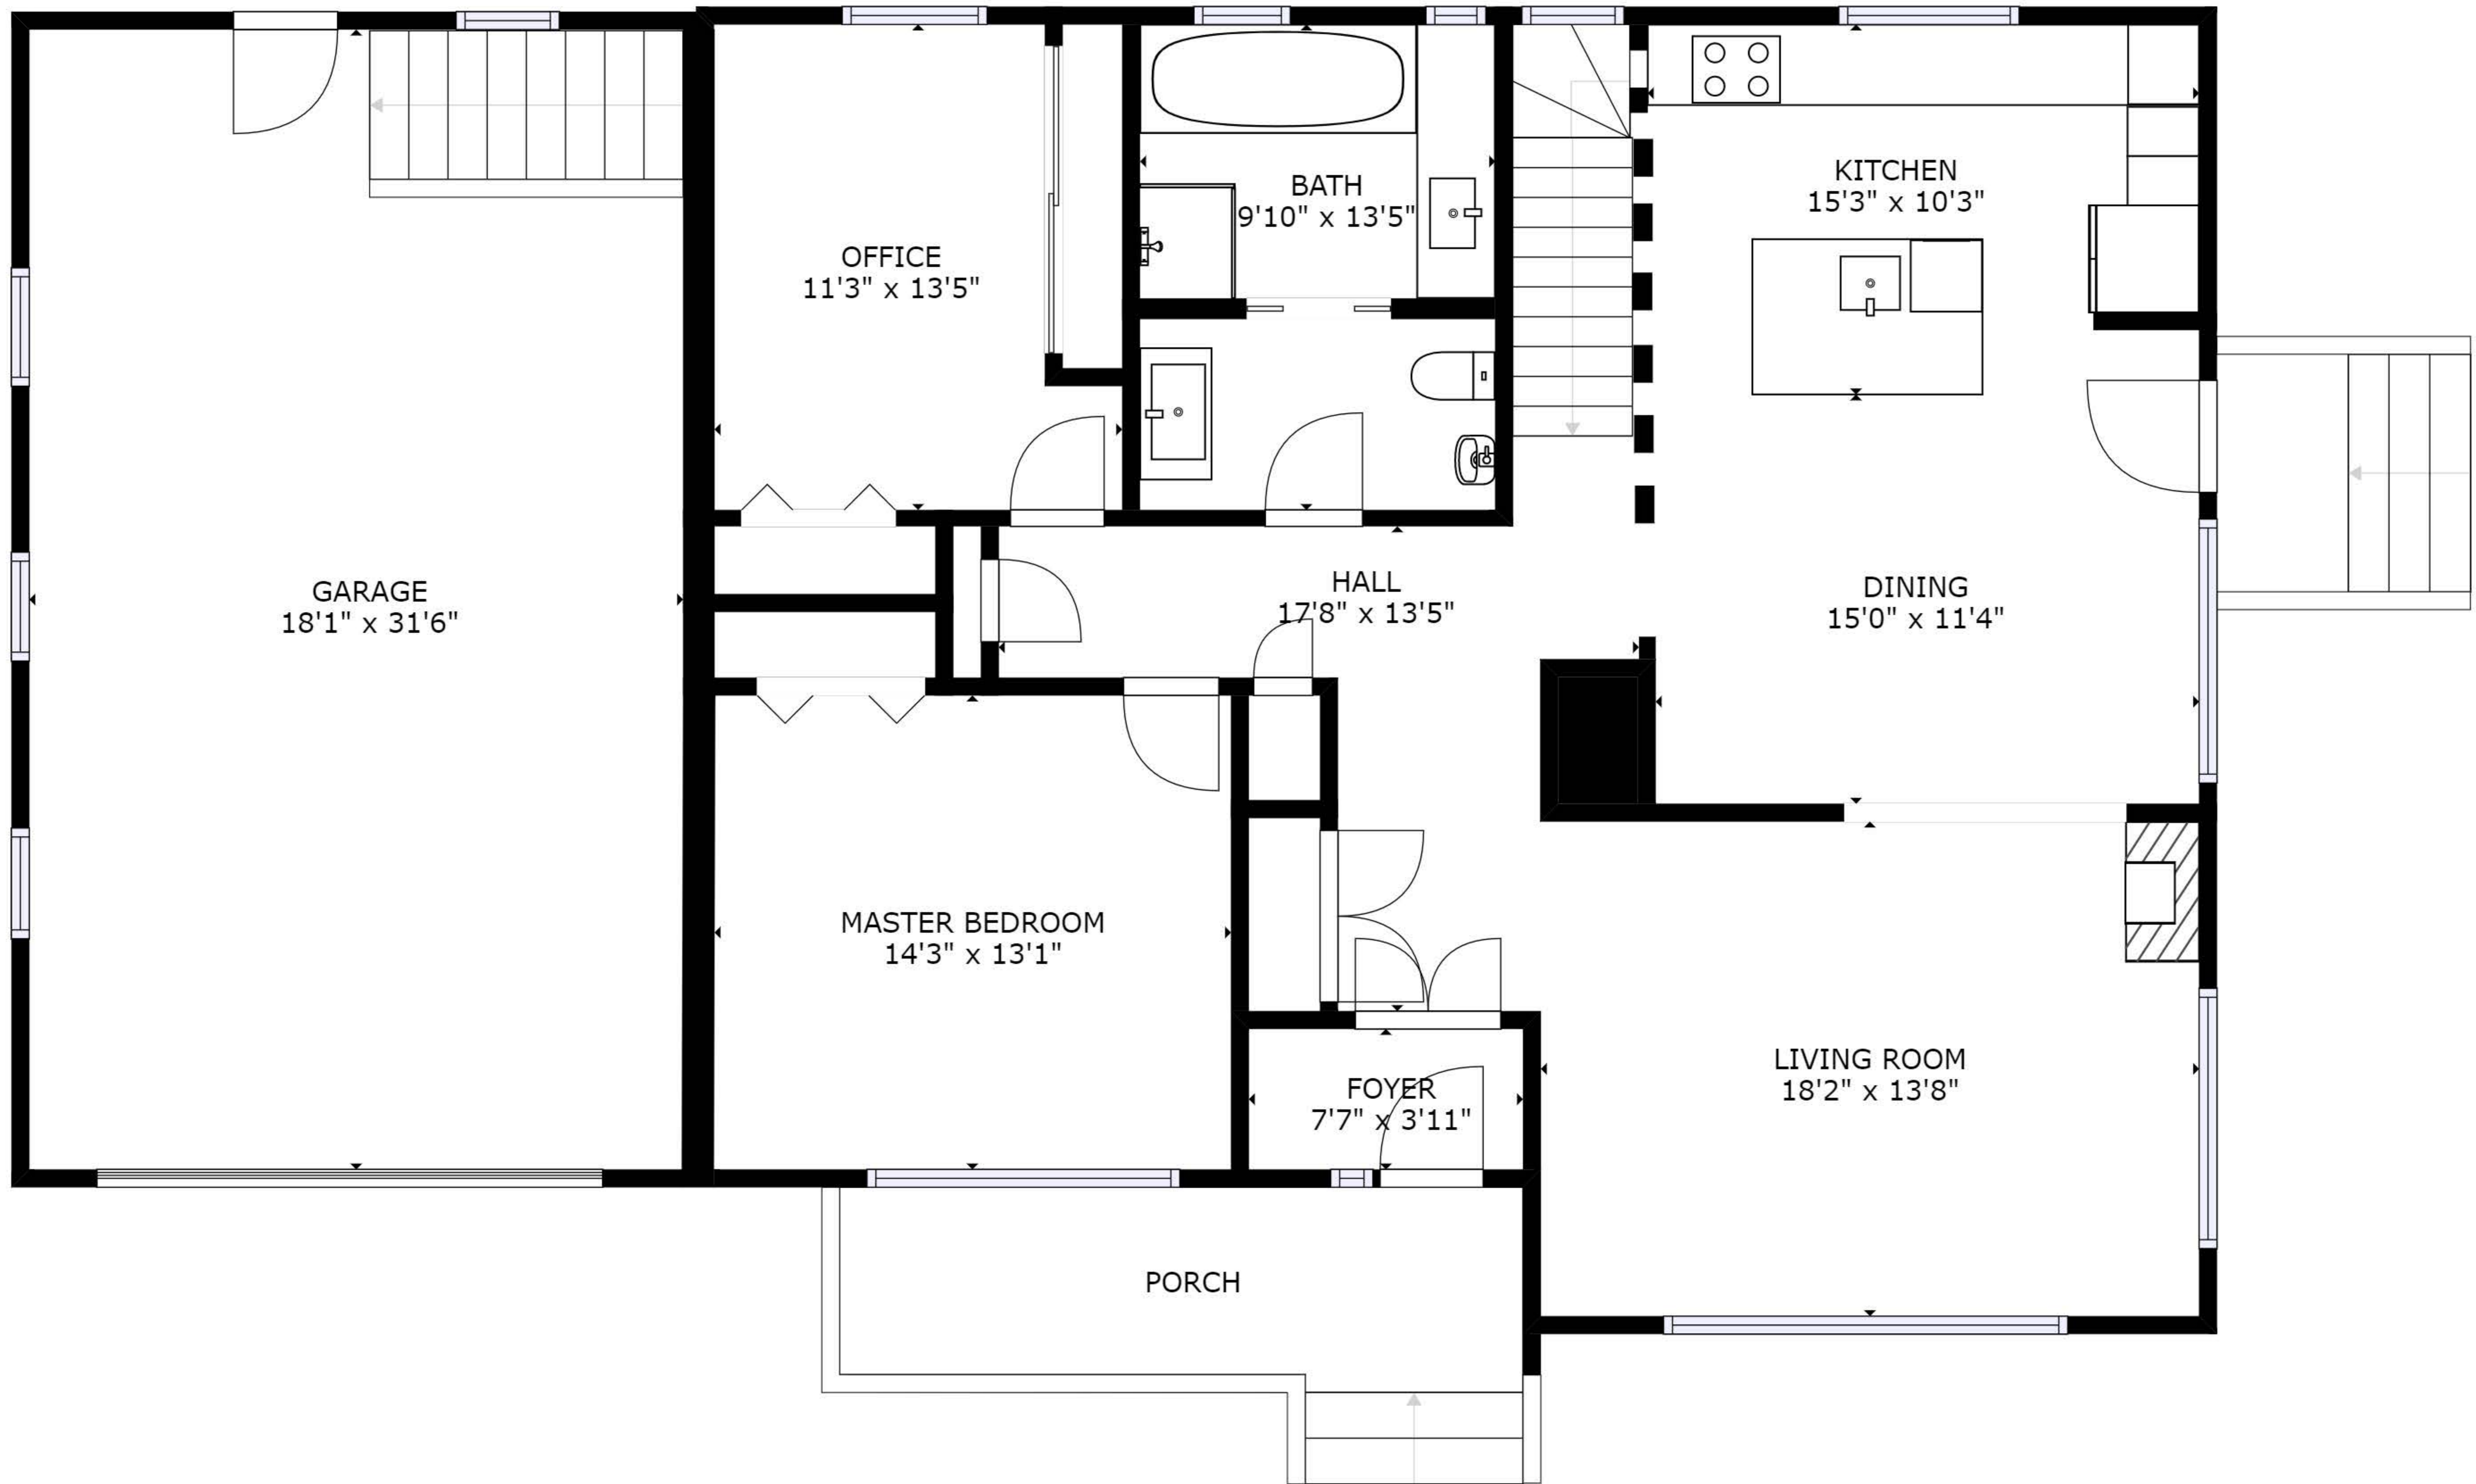 KITCHEN
15'3" x 10'3"
BATH
9'10" x 13'5"
OFFICE
11'3" x 13'5"
GARAGE
18'1" x 31'6"
HALL
17'8" x 13'5"
DINING
15'0" x 11'4"
MASTER BEDROOM
14'3" x 13'1"
LIVING ROOM
18'2" x 13'8"
FOYER
7'7" x 3'11"
PORCH